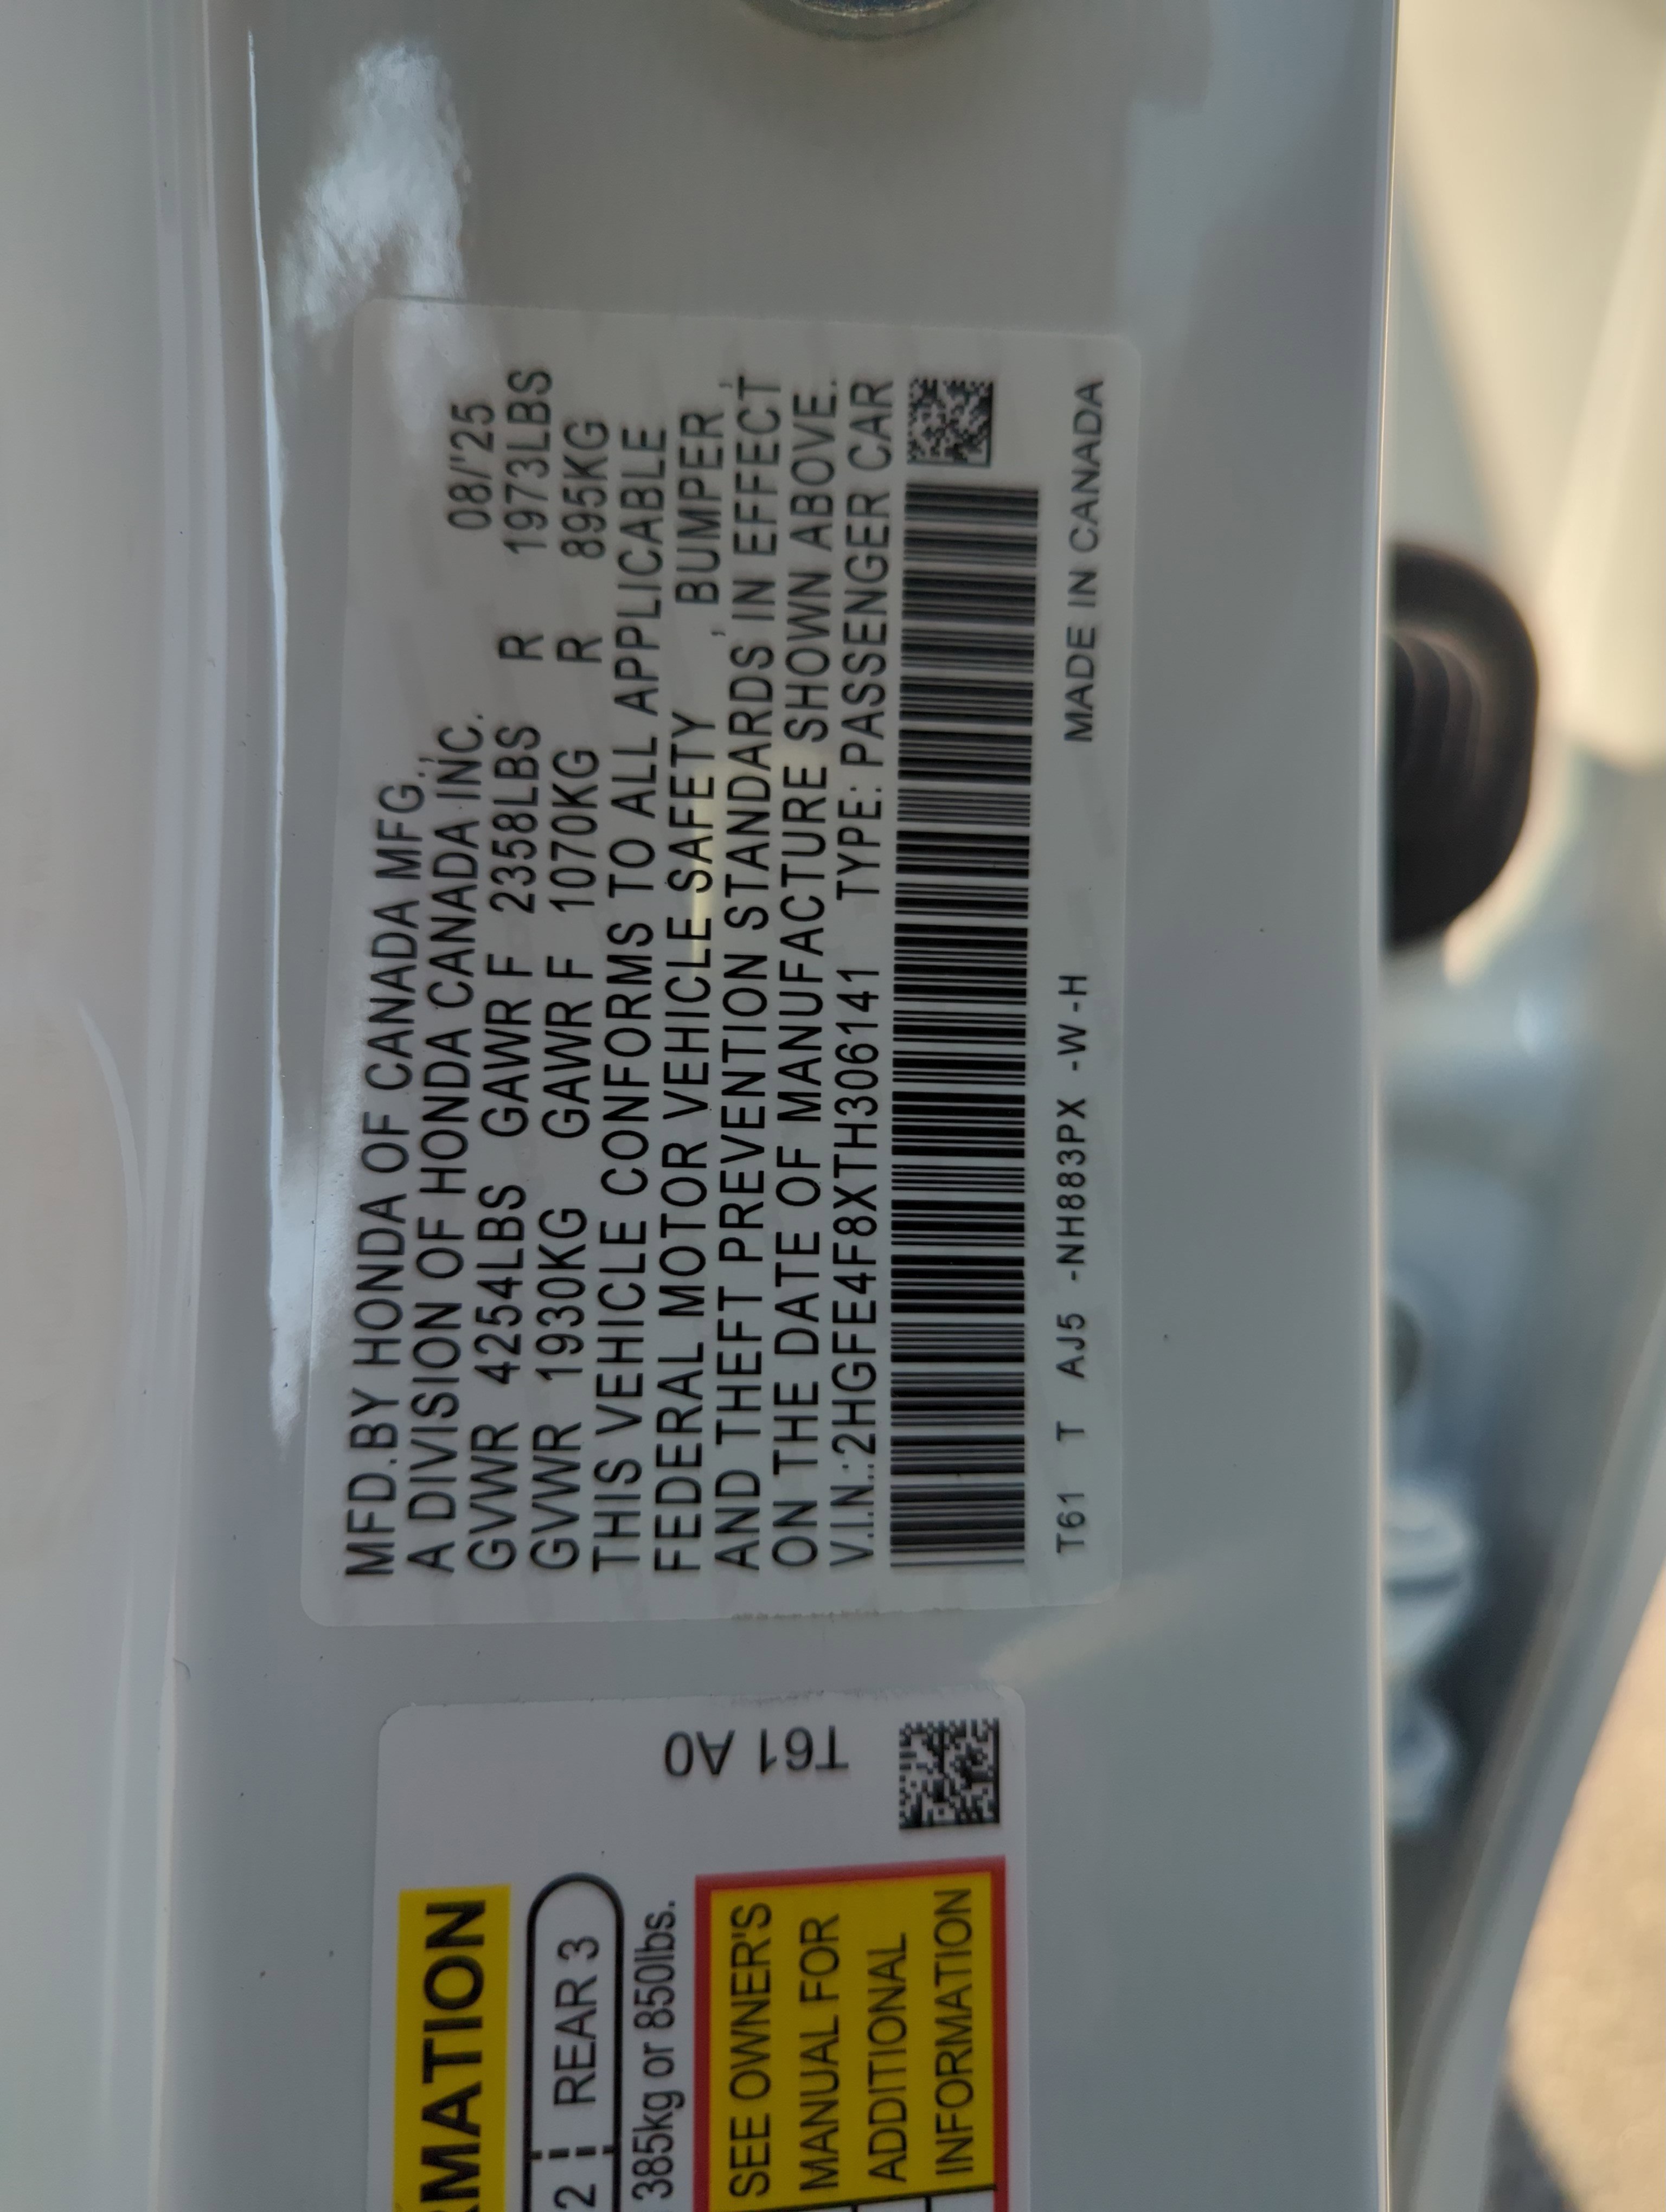 MFD.BY HONDA OF CANADA MFG.,
A DIVISION OF HONDA CANADA INC. 08/'25
GVWR 4254LBS GAWR F 2358LBS R 1973LBS
GVWR 1930KG GAWR F 1070KG R 895KG
THIS VEHICLE CONFORMS TO ALL APPLICABLE
FEDERAL MOTOR VEHICLE SAFETY, BUMPER,
AND THEFT PREVENTION STANDARDS IN EFFECT
ON THE DATE OF MANUFACTURE SHOWN ABOVE.
V.I.N.:2HGFE4F8XTH306141 TYPE: PASSENGER CAR
T61 T AJ5 -NH883PX -W-H MADE IN CANADA
T61 A0
MATION
2 REAR 3
385kg or 850lbs.
SEE OWNER'S
MANUAL FOR
ADDITIONAL
INFORMATION